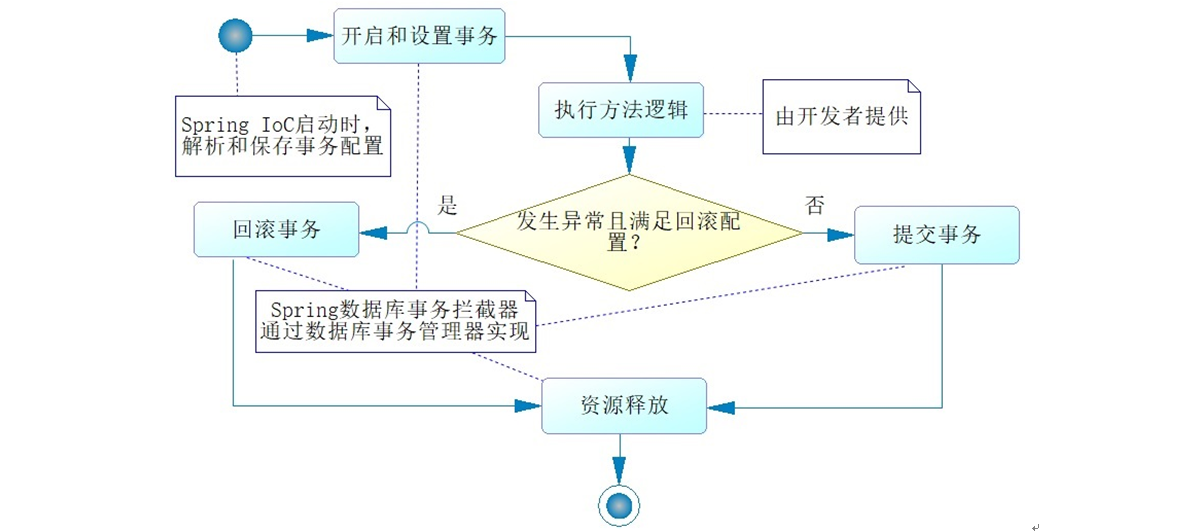 开启和设置事务
Spring IoC启动时，
解析和保存事务配置
执行方法逻辑
由开发者提供
是
发生异常且满足回滚配
置？
否
回滚事务
提交事务
Spring数据库事务拦截器
通过数据库事务管理器实现
资源释放